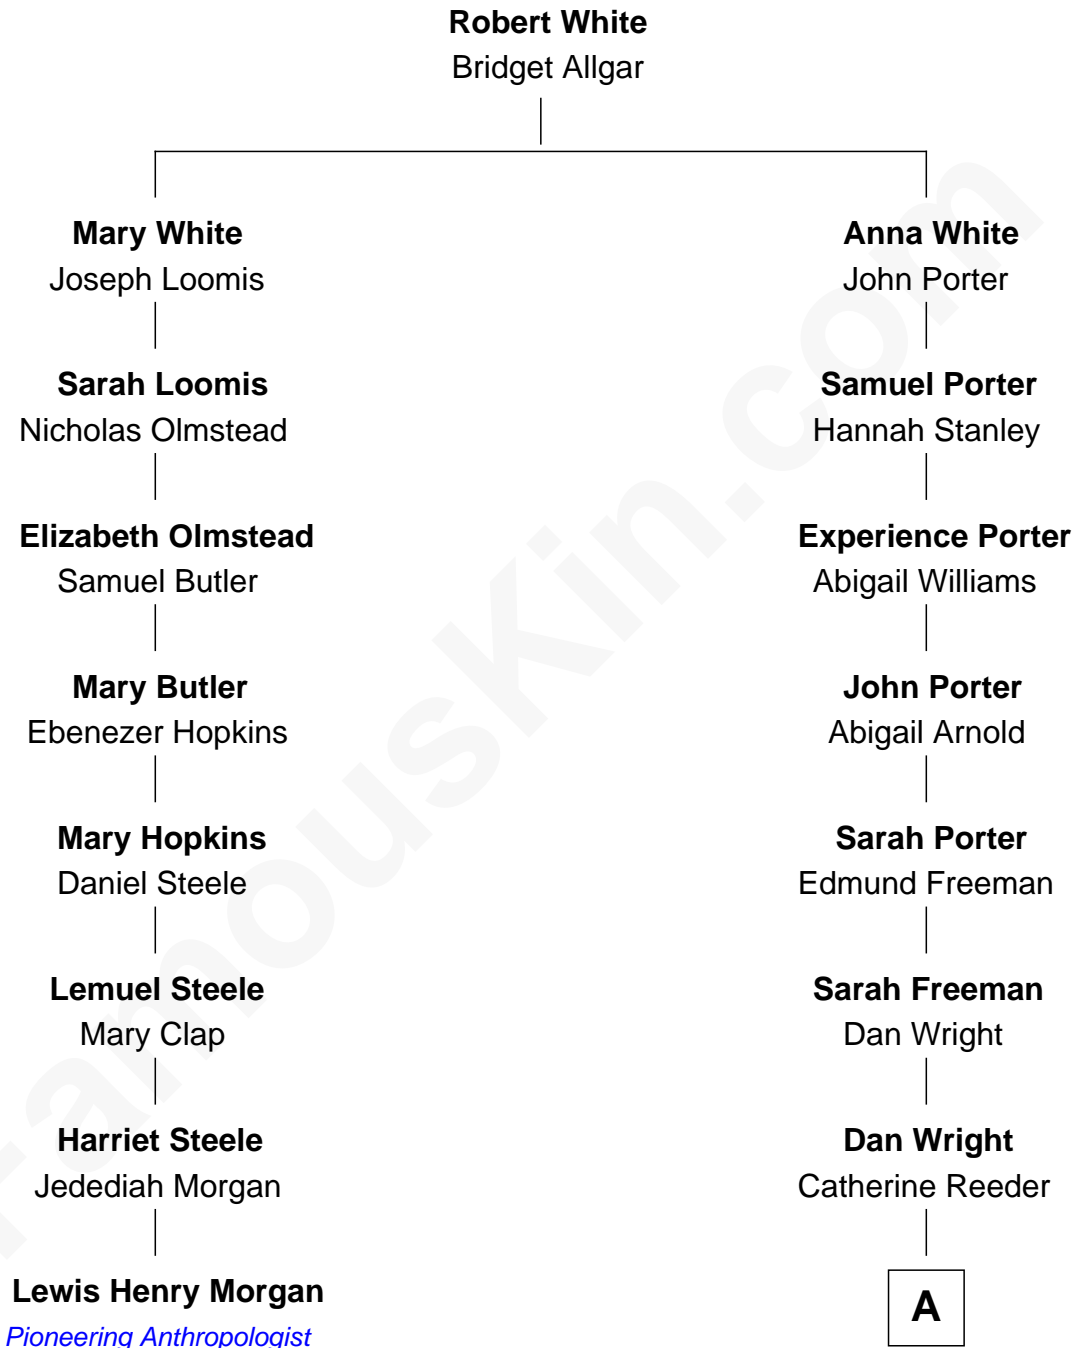 Robert White
Bridget Allgar
Mary White
Joseph Loomis
Anna White
John Porter
Sarah Loomis
Nicholas Olmstead
Samuel Porter
Hannah Stanley
Elizabeth Olmstead
Samuel Butler
Experience Porter
Abigail Williams
Mary Butler
Ebenezer Hopkins
John Porter
Abigail Arnold
Mary Hopkins
Daniel Steele
Sarah Porter
Edmund Freeman
Lemuel Steele
Mary Clap
Sarah Freeman
Dan Wright
Harriet Steele
Jedediah Morgan
Dan Wright
Catherine Reeder
Lewis Henry Morgan
Pioneering Anthropologist
A
FamousKin.com